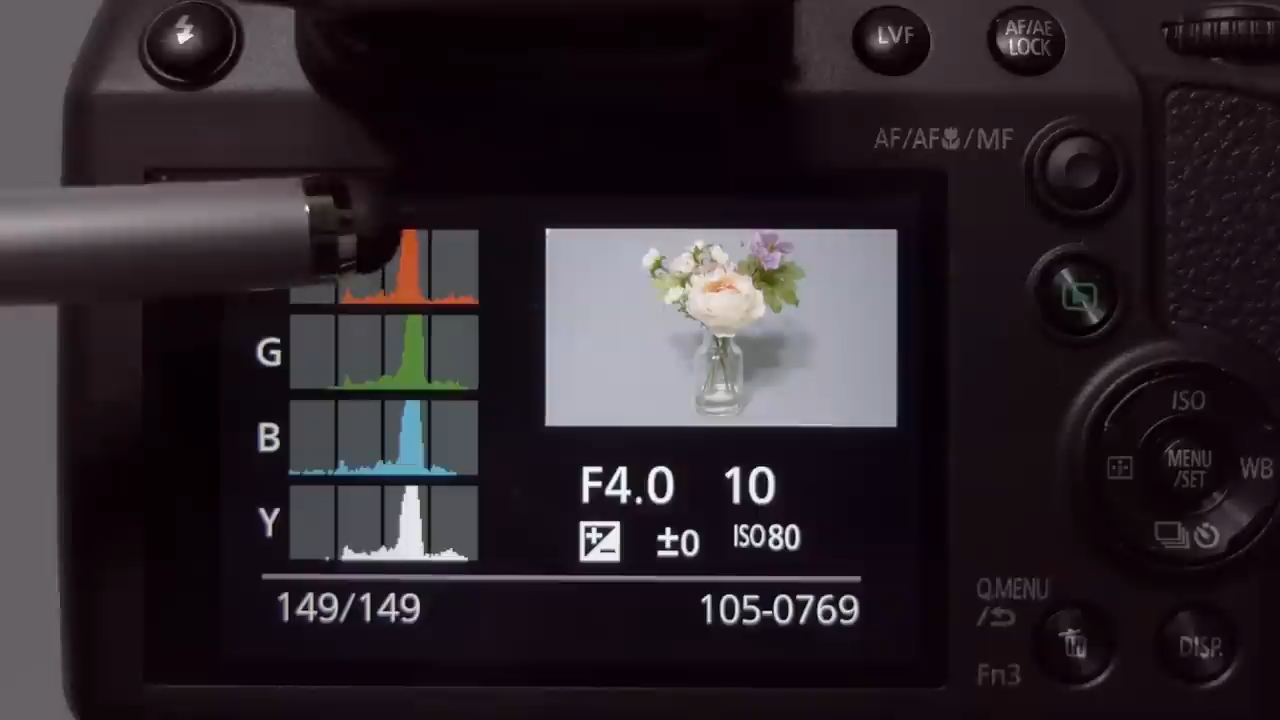 LVF
AF/AE
LOCK
AF/AF/MF
G
B
Y
F4.0 10
±0 ISO80
149/149
105-0769
ISO
MENU
/SET
WB
Q.MENU
/
Fn3
DISP.